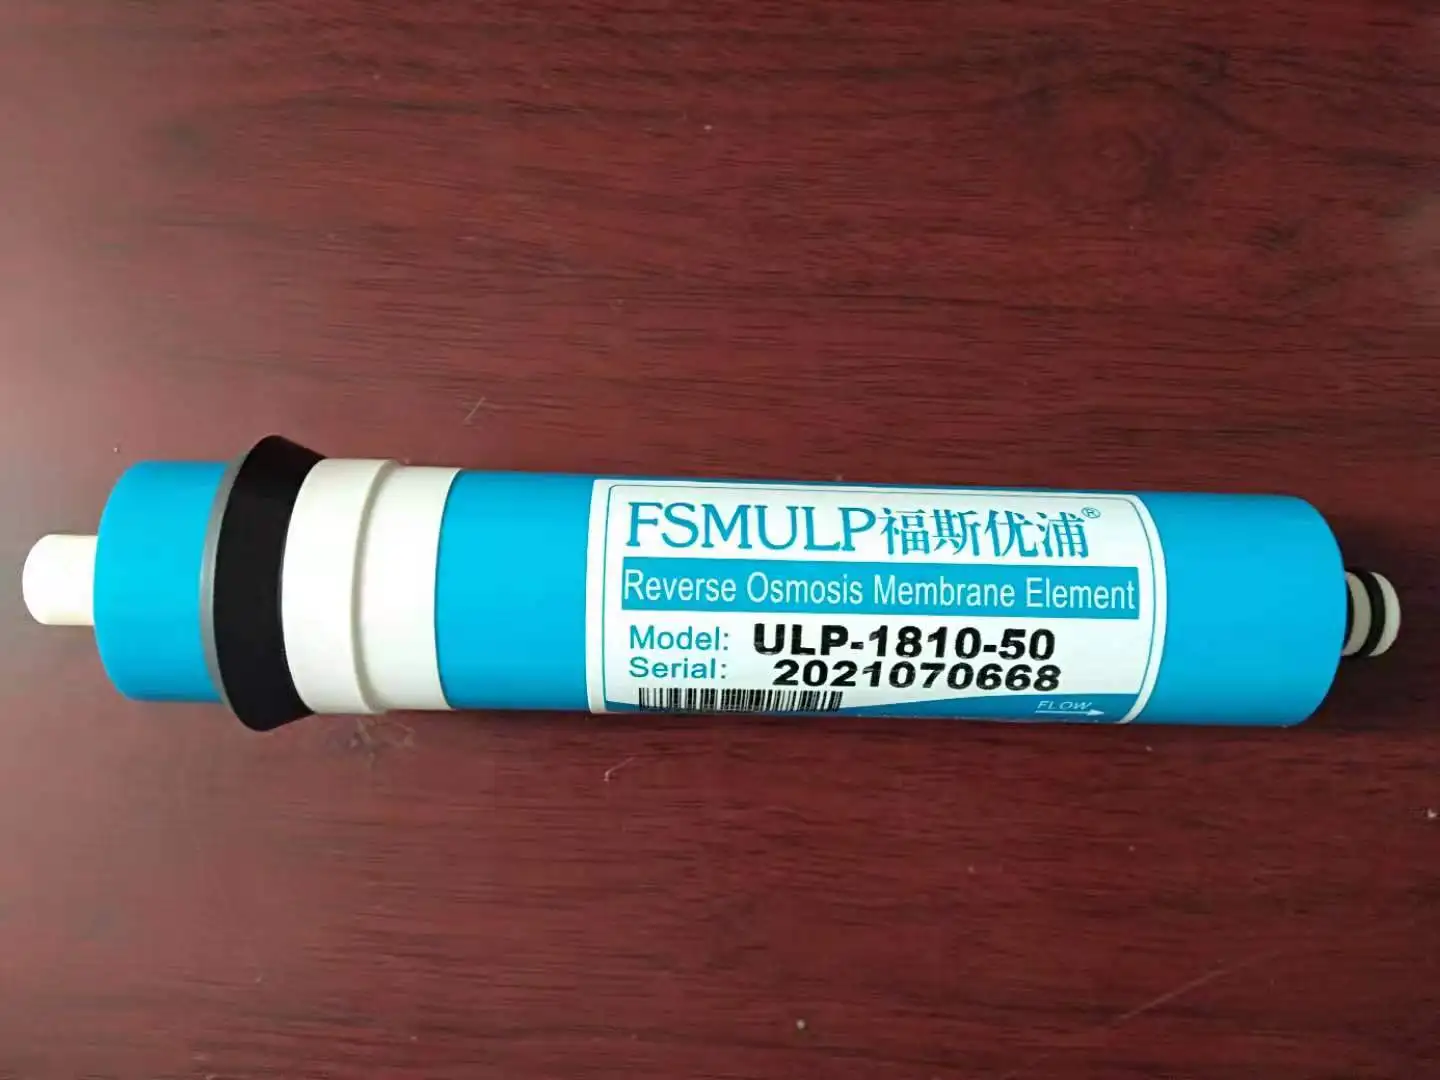 FSMULP福斯优浦®
Reverse Osmosis Membrane Element
Model: ULP-1810-50
Serial: 2021070668
FLOW